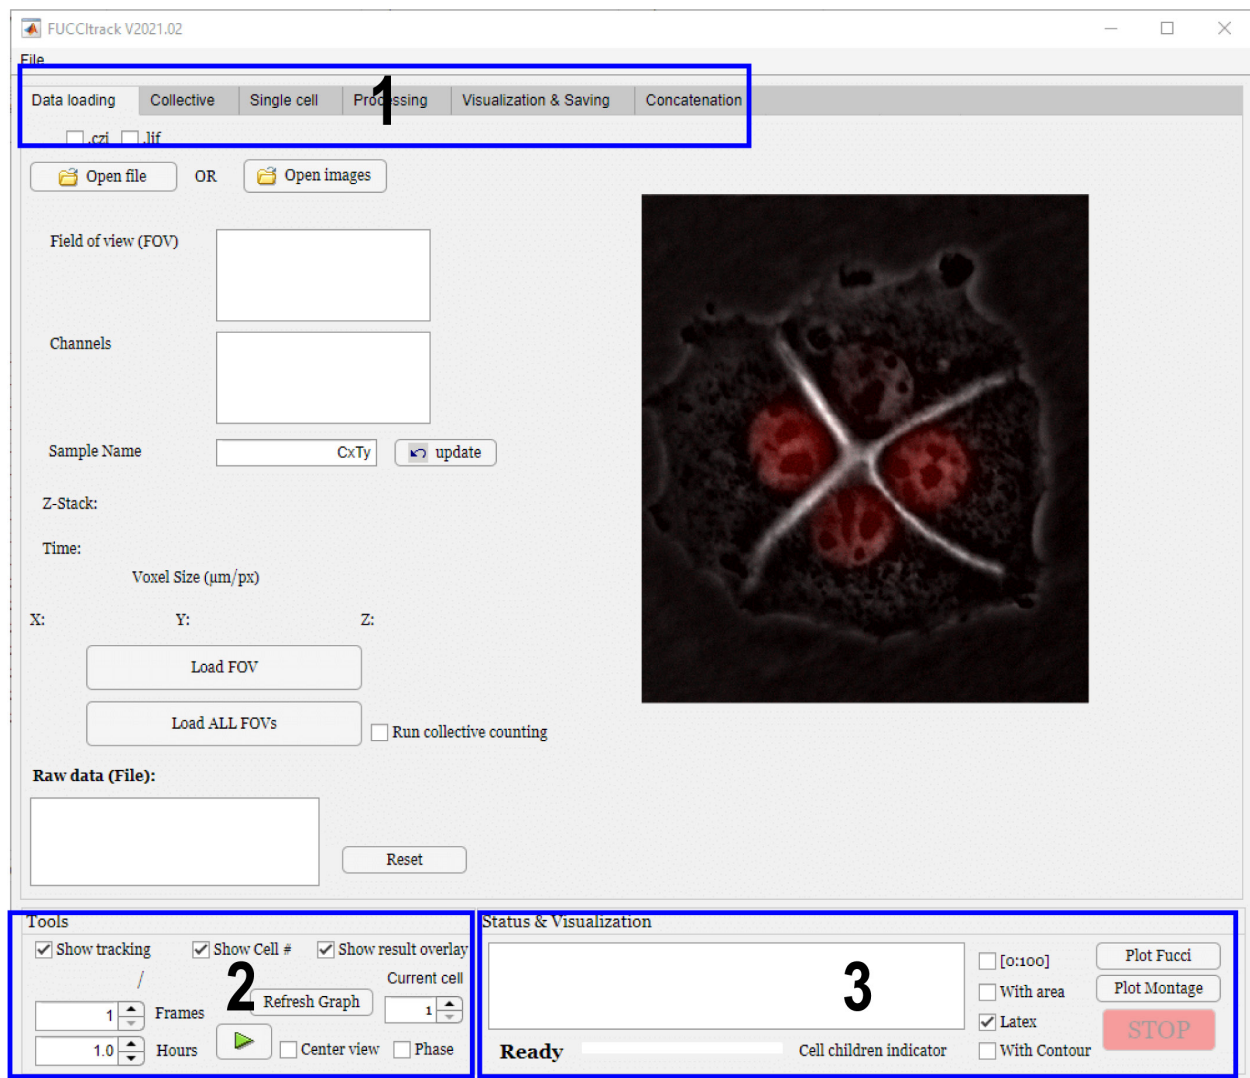 FUCCItrack V2021.02
File
Data loading Collective Single cell Processing Visualization & Saving Concatenation
1
.czi .lif
Open file OR Open images
Field of view (FOV)
Channels
Sample Name CxTy update
Z-Stack:
Time:
Voxel Size (µm/px)
X: Y: Z:
Load FOV
Load ALL FOVs
Run collective counting
Raw data (File):
Reset
Tools
Show tracking Show Cell # Show result overlay
/ Current cell
2
Refresh Graph
1 Frames 1
1.0 Hours Center view Phase
Status & Visualization
3
[0:100] Plot Fucci
With area Plot Montage
Latex STOP
Ready Cell children indicator With Contour